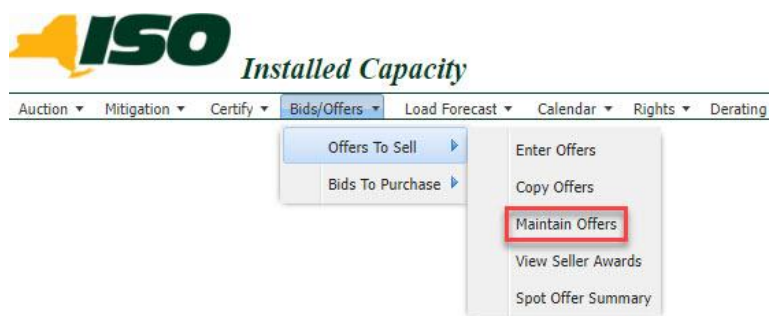 ISO Installed Capacity
Auction Mitigation Certify Bids/Offers Load Forecast Calendar Rights Derating
Offers To Sell
Enter Offers
Bids To Purchase
Copy Offers
Maintain Offers
View Seller Awards
Spot Offer Summary